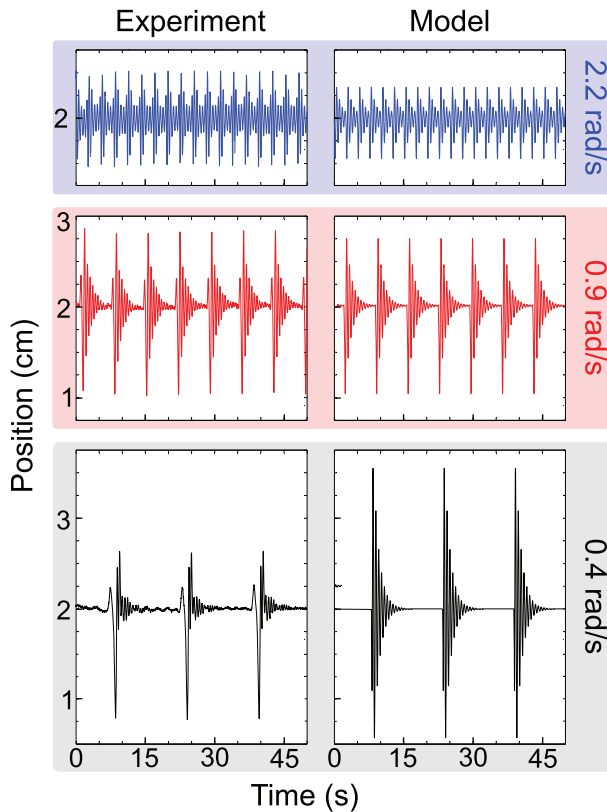 Experiment Model
2
2.2 rad/s
3
2
1
0.9 rad/s
Position (cm)
3
2
1
0.4 rad/s
0 15 30 45 0 15 30 45
Time (s)